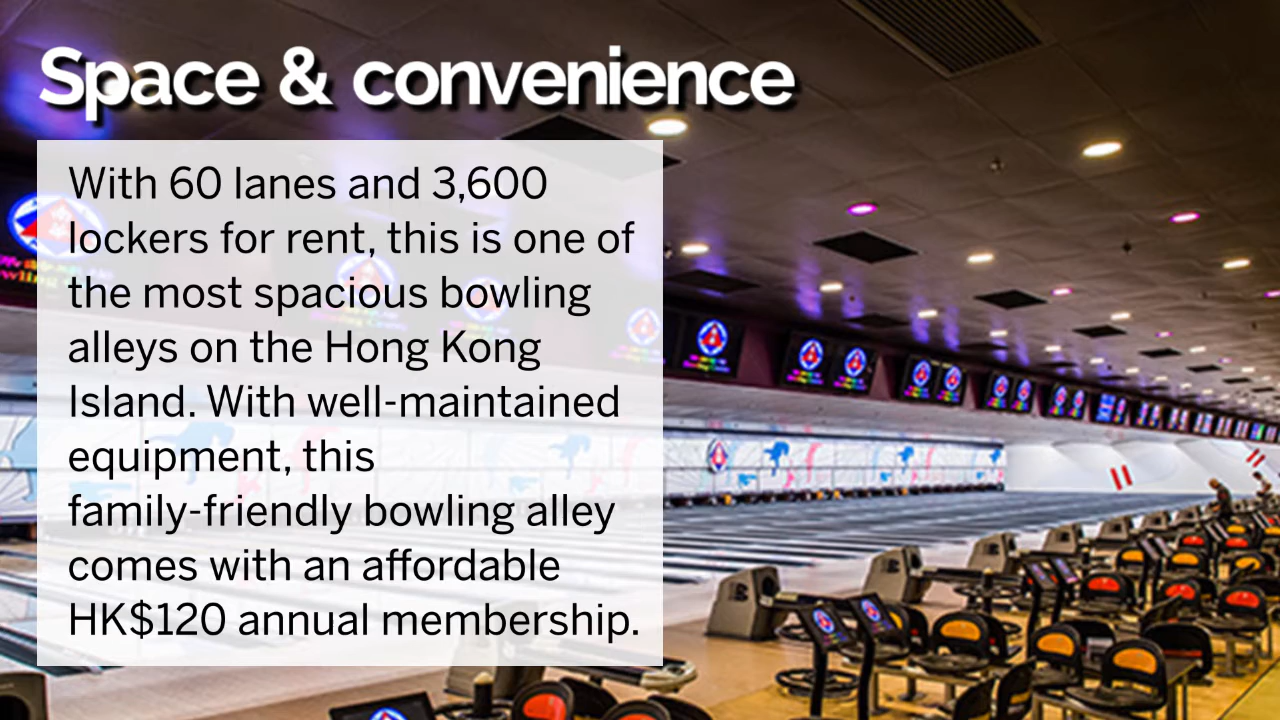 Space & convenience
With 60 lanes and 3,600
lockers for rent, this is one of
the most spacious bowling
alleys on the Hong Kong
Island. With well-maintained
equipment, this
family-friendly bowling alley
comes with an affordable
HK$120 annual membership.